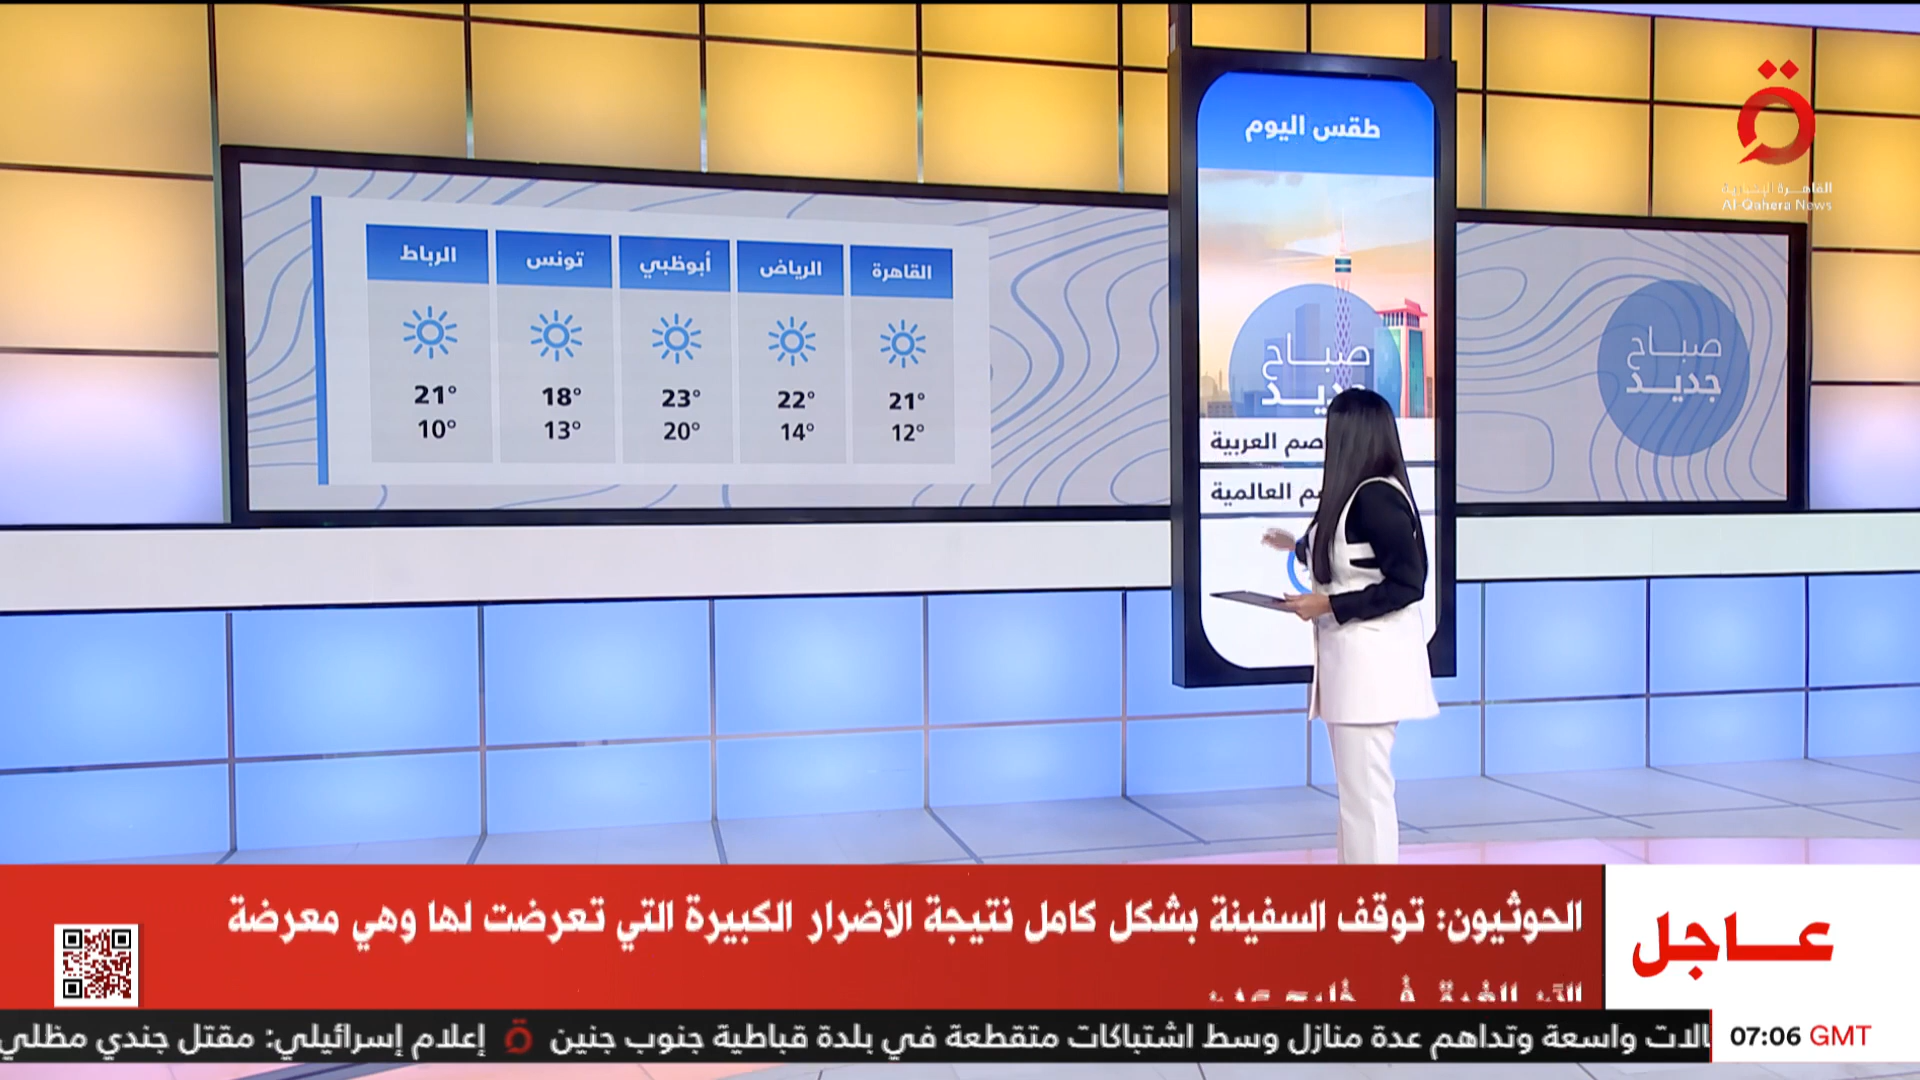 طقس اليوم
القاهرة الإخبارية
Al Qahera News
القاهرة الرياض أبوظبي تونس الرباط
21° 22° 23° 18° 21°
12° 14° 20° 13° 10°
صباح
جديد
صباح
العربية
العالمية
عاجل
الحوثيون: توقف السفينة بشكل كامل نتيجة الأضرار الكبيرة التي تعرضت لها وهي معرضة
07:06 GMT
واسعة وتداهم عدة منازل وسط اشتباكات متقطعة في بلدة قباطية جنوب جنين
إعلام إسرائيلي: مقتل جندي